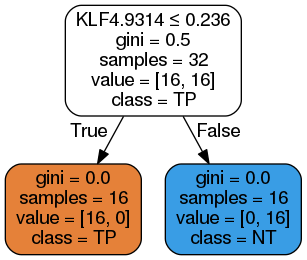 KLF4.9314 ≤ 0.236
gini = 0.5
samples = 32
value = [16, 16]
class = TP
True
False
gini = 0.0
samples = 16
value = [16, 0]
class = TP
gini = 0.0
samples = 16
value = [0, 16]
class = NT